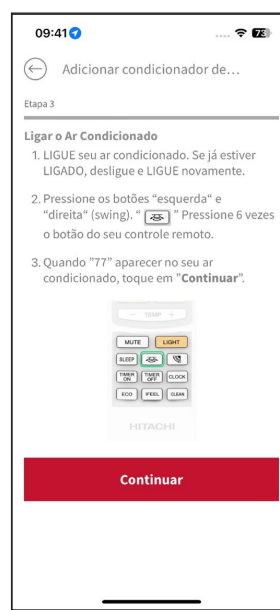 09:41
73
Adicionar condicionador de...
Etapa 3
Ligar o Ar Condicionado
1. LIGUE seu ar condicionado. Se já estiver
LIGADO, desligue e LIGUE novamente.
2. Pressione os botões "esquerda" e
"direita" (swing). " " Pressione 6 vezes
o botão do seu controle remoto.
3. Quando "77" aparecer no seu ar
condicionado, toque em "Continuar".
- TEMP +
MUTE LIGHT
SLEEP
TIMER ON TIMER OFF CLOCK
ECO IFEEL CLEAN
HITACHI
Continuar